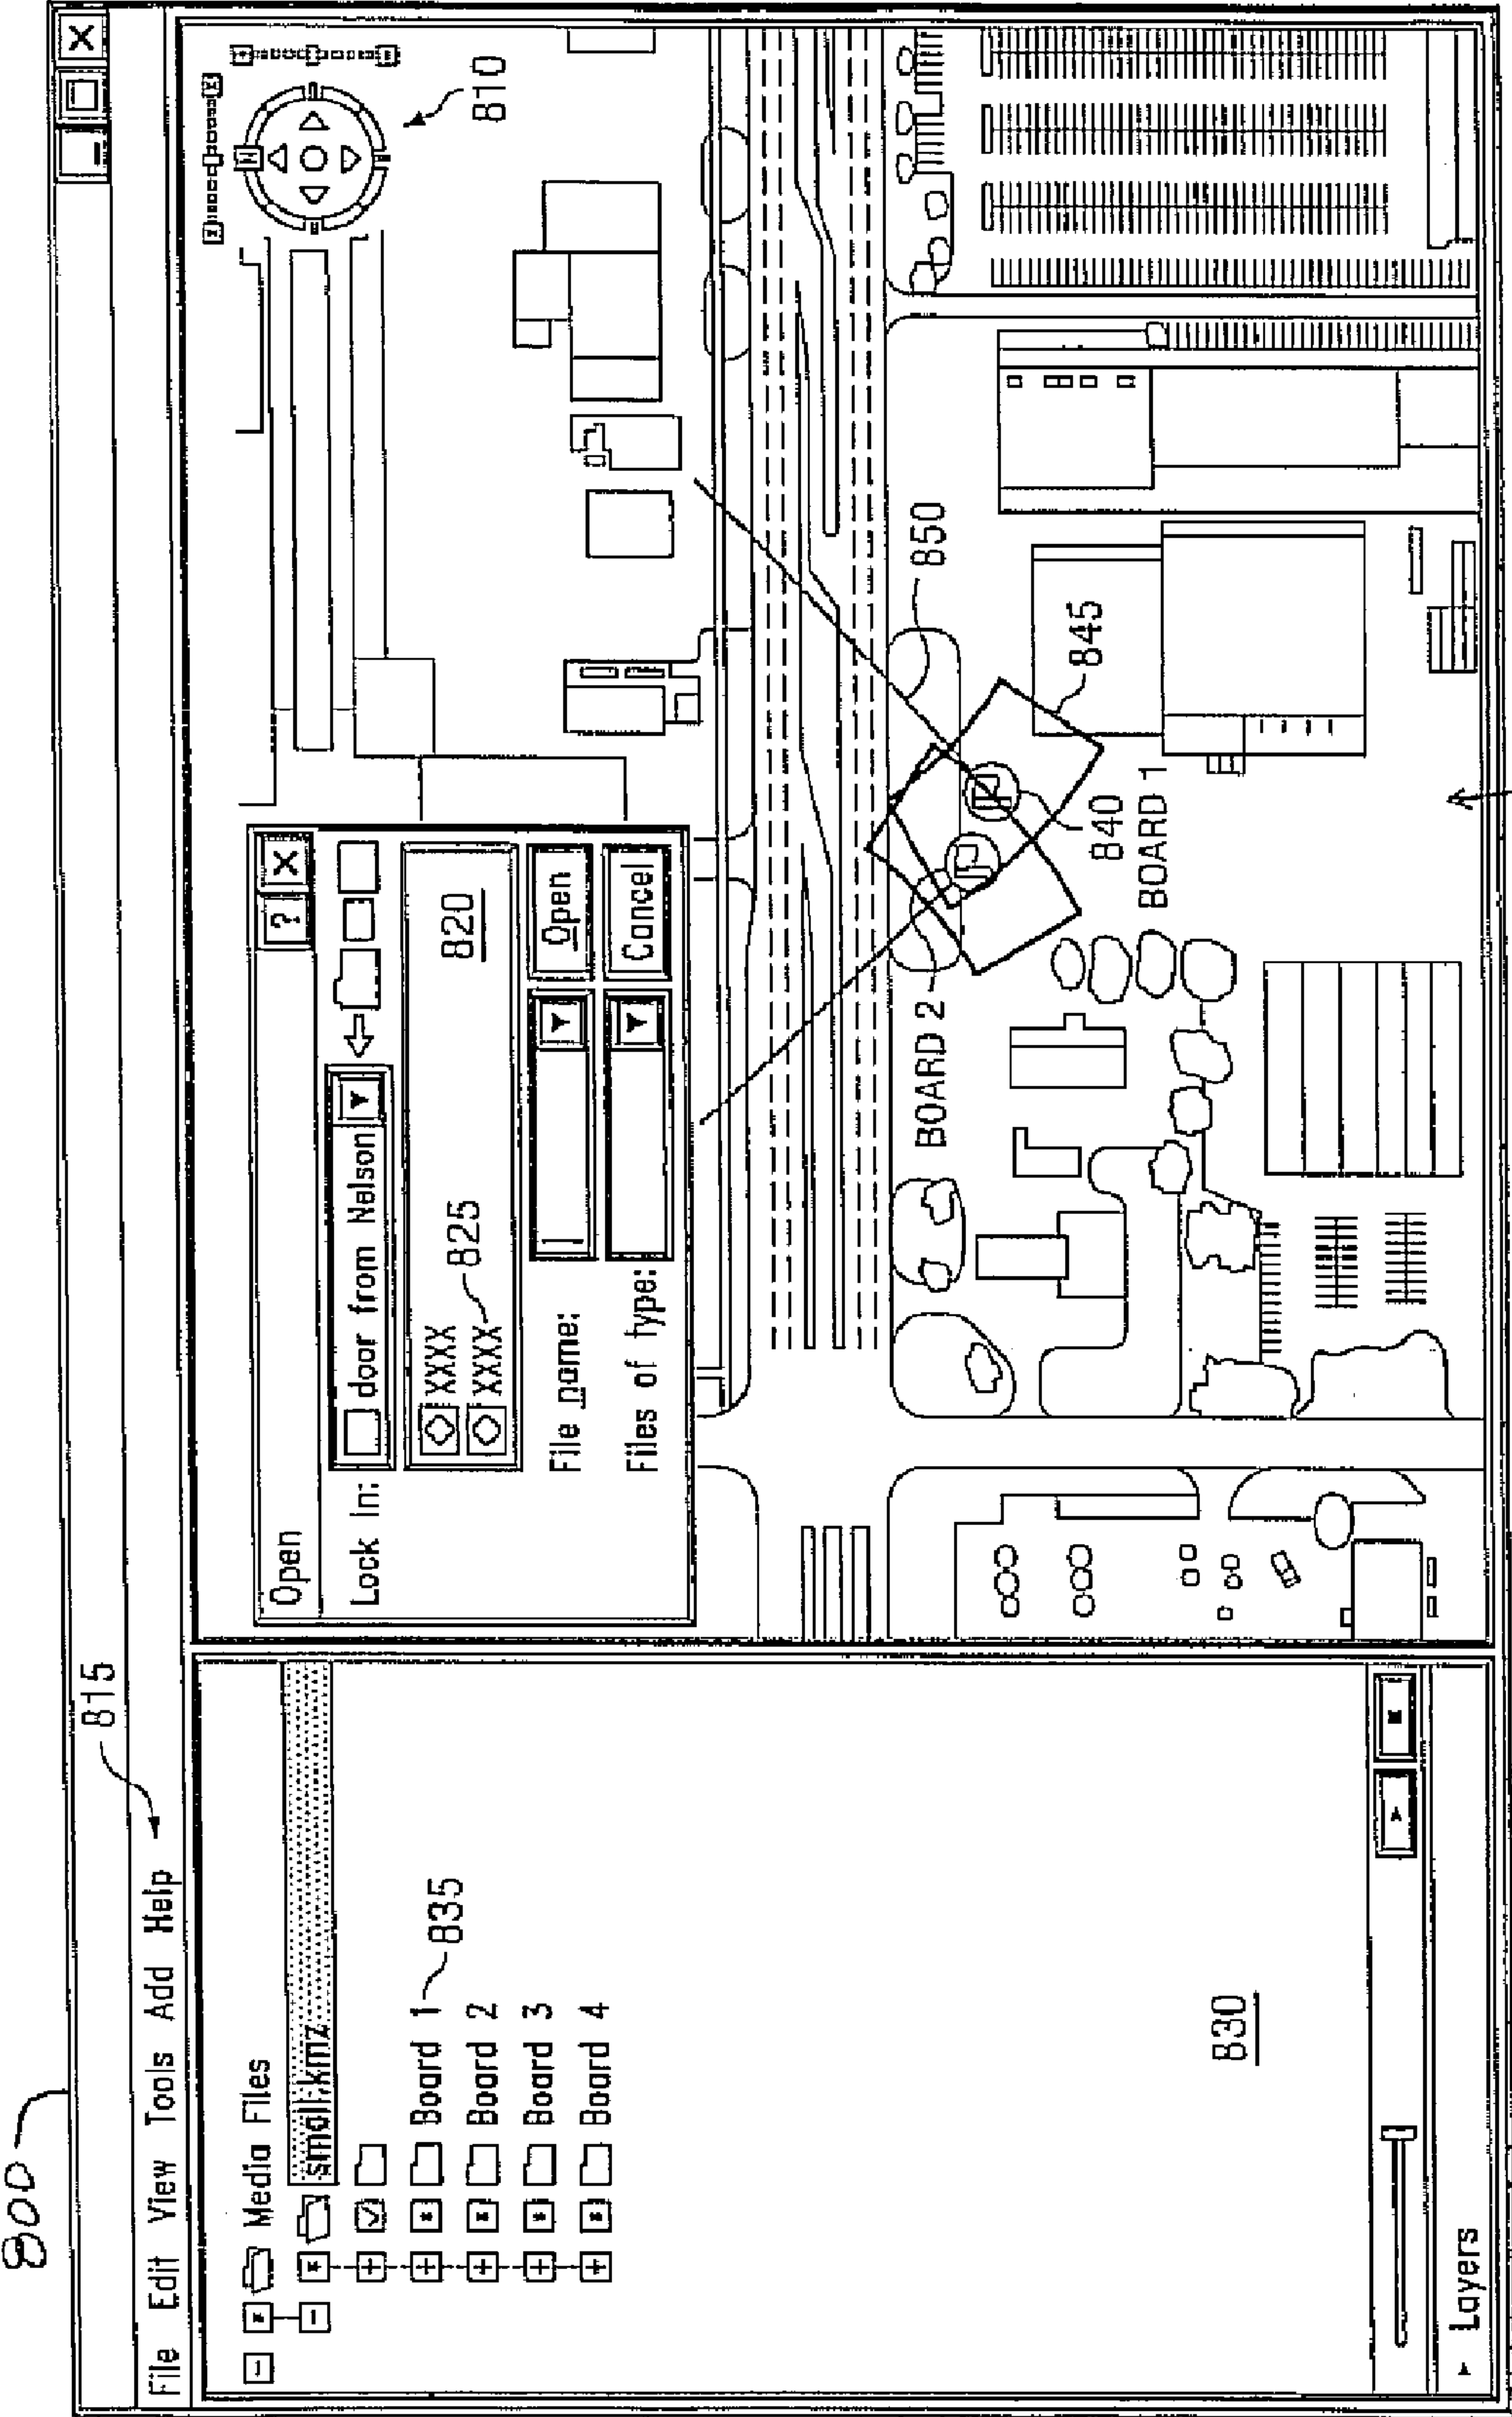 800
815
File Edit View Tools Add Help
Media Files
small.kmz
Board 1
835
Board 2
Board 3
Board 4
830
Layers
Open
?
X
Lock in:
door from Nelson
XXXX
XXXX
825
820
File name:
Open
Files of type:
Cancel
N
810
850
845
840
BOARD 1
BOARD 2